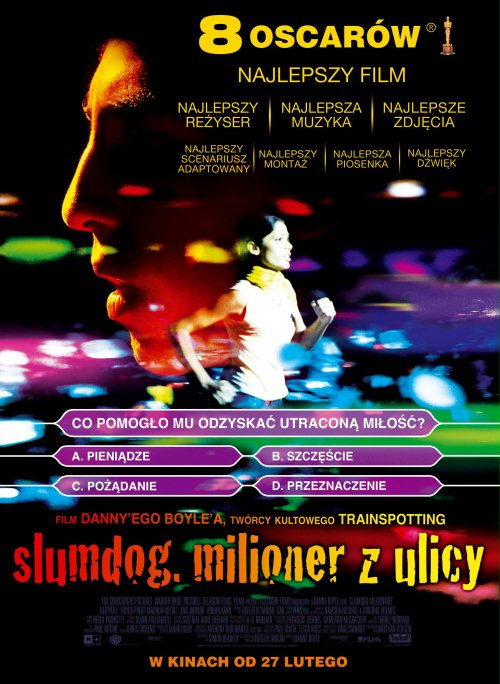 8 OSCARÓW®
NAJLEPSZY FILM
NAJLEPSZY REŻYSER
NAJLEPSZA MUZYKA
NAJLEPSZE ZDJĘCIA
NAJLEPSZY SCENARIUSZ ADAPTOWANY
NAJLEPSZY MONTAŻ
NAJLEPSZA PIOSENKA
NAJLEPSZY DŹWIĘK
CO POMOGŁO MU ODZYSKAĆ UTRACONĄ MIŁOŚĆ?
A. PIENIĄDZE
B. SZCZĘŚCIE
C. POŻĄDANIE
D. PRZEZNACZENIE
FILM DANNY'EGO BOYLE'A, TWÓRCY KULTOWEGO TRAINSPOTTING
slumdog. milioner z ulicy
W KINACH OD 27 LUTEGO